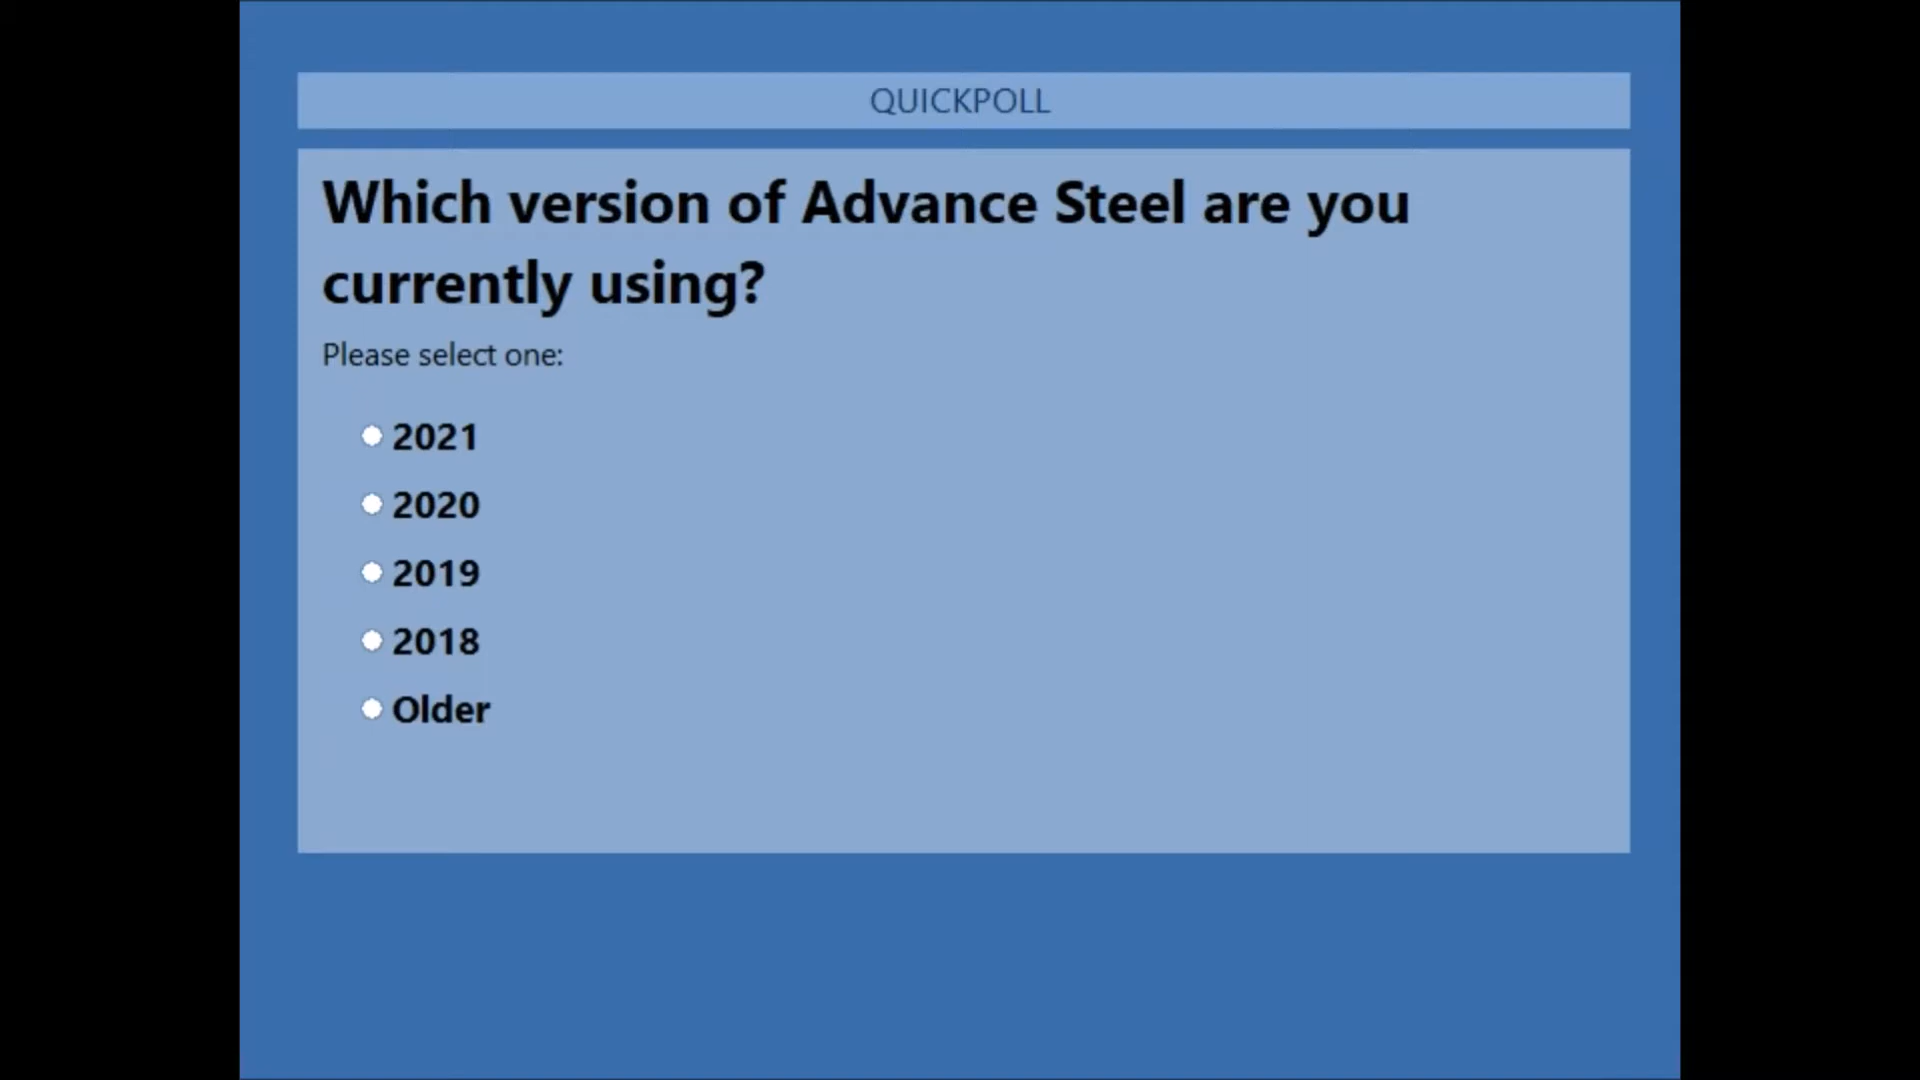 QUICKPOLL
Which version of Advance Steel are you
currently using?
Please select one:
2021
2020
2019
2018
Older